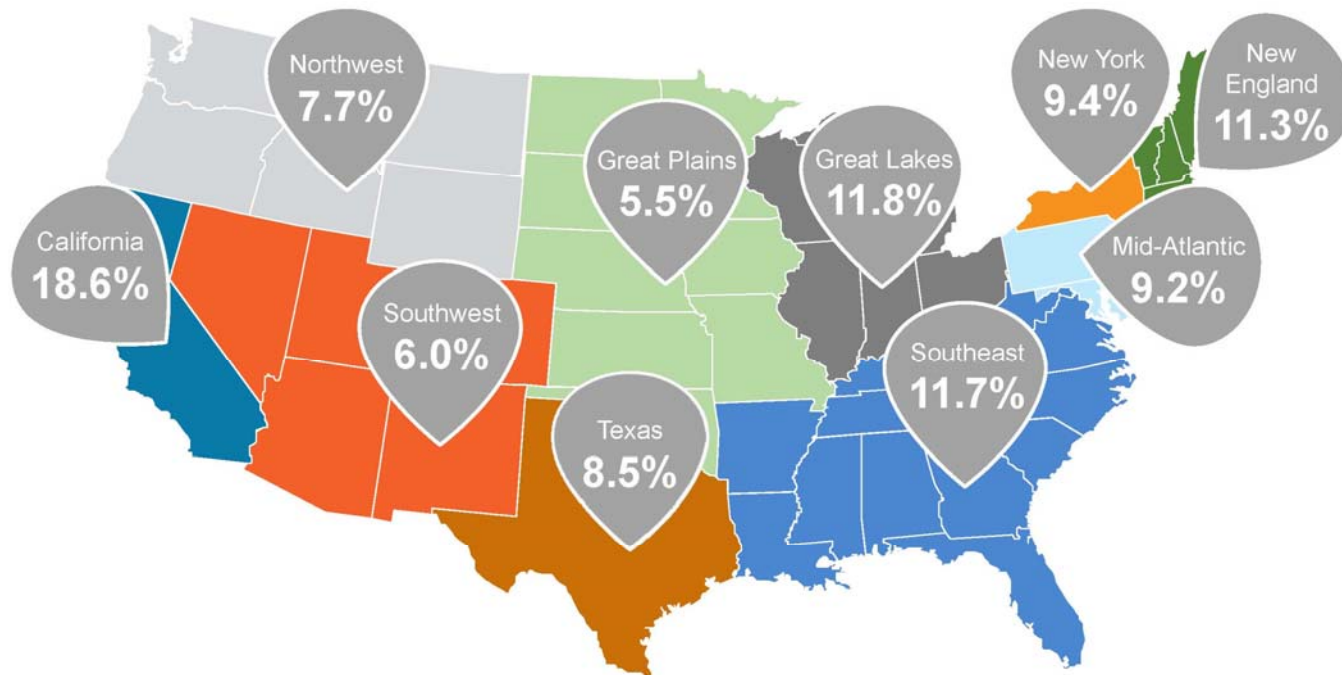 Northwest
7.7%
New York
9.4%
New
England
11.3%
Great Plains
5.5%
Great Lakes
11.8%
California
18.6%
Mid-Atlantic
9.2%
Southwest
6.0%
Southeast
11.7%
Texas
8.5%